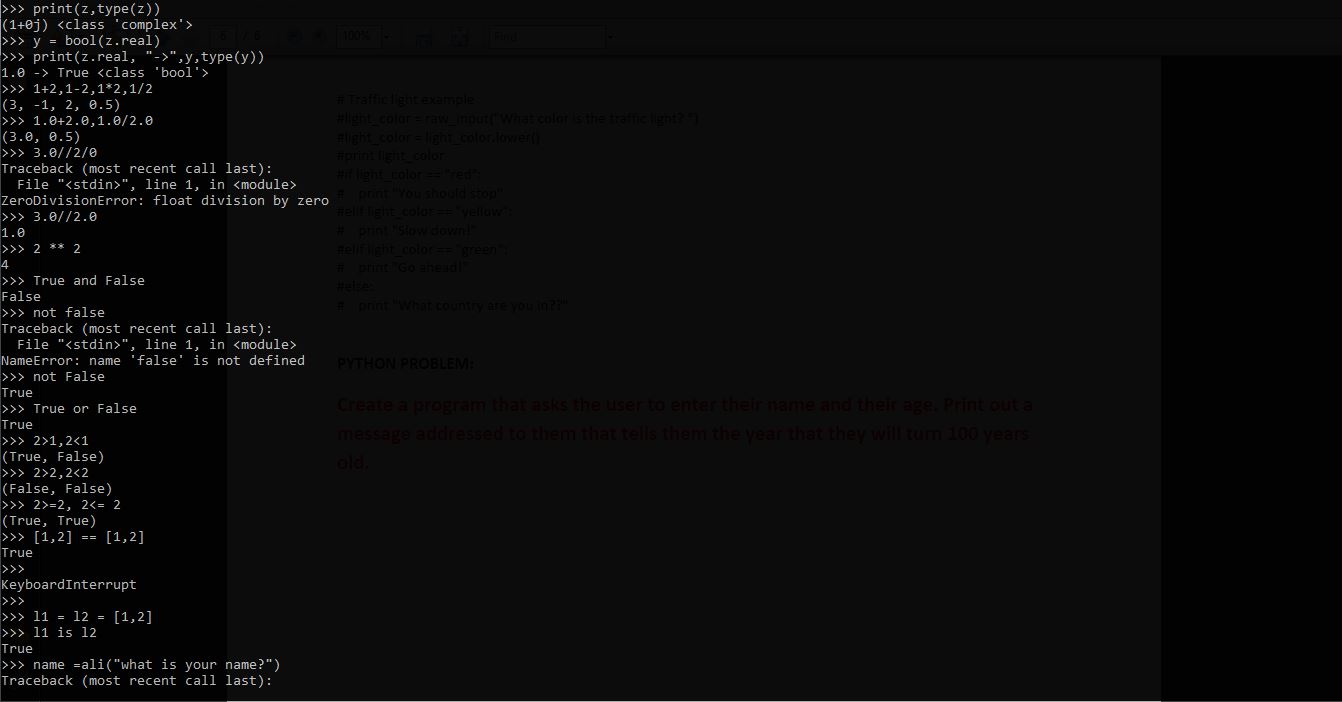 >>> print(z,type(z))
(1+0j) <class 'complex'>
>>> y = bool(z.real)
>>> print(z.real, "->",y,type(y))
1.0 -> True <class 'bool'>
>>> 1+2,1-2,1*2,1/2
(3, -1, 2, 0.5)
>>> 1.0+2.0,1.0/2.0
(3.0, 0.5)
>>> 3.0//2/0
Traceback (most recent call last):
  File "<stdin>", line 1, in <module>
ZeroDivisionError: float division by zero
>>> 3.0//2.0
1.0
>>> 2 ** 2
4
>>> True and False
False
>>> not false
Traceback (most recent call last):
  File "<stdin>", line 1, in <module>
NameError: name 'false' is not defined
>>> not False
True
>>> True or False
True
>>> 2>1,2<1
(True, False)
>>> 2>2,2<2
(False, False)
>>> 2>=2, 2<= 2
(True, True)
>>> [1,2] == [1,2]
True
>>>
KeyboardInterrupt
>>>
>>> l1 = l2 = [1,2]
>>> l1 is l2
True
>>> name =ali("what is your name?")
Traceback (most recent call last):
6 / 6 100% Find
# Traffic light example
#light_color = raw_input("What color is the traffic light? ")
#light_color = light_color.lower()
#print light_color
#if light_color == "red":
#    print "You should stop"
#elif light_color == "yellow":
#    print "Slow down!"
#elif light_color == "green":
#    print "Go ahead!"
#else:
#    print "What country are you in??"
PYTHON PROBLEM:
Create a program that asks the user to enter their name and their age. Print out a
message addressed to them that tells them the year that they will turn 100 years
old.